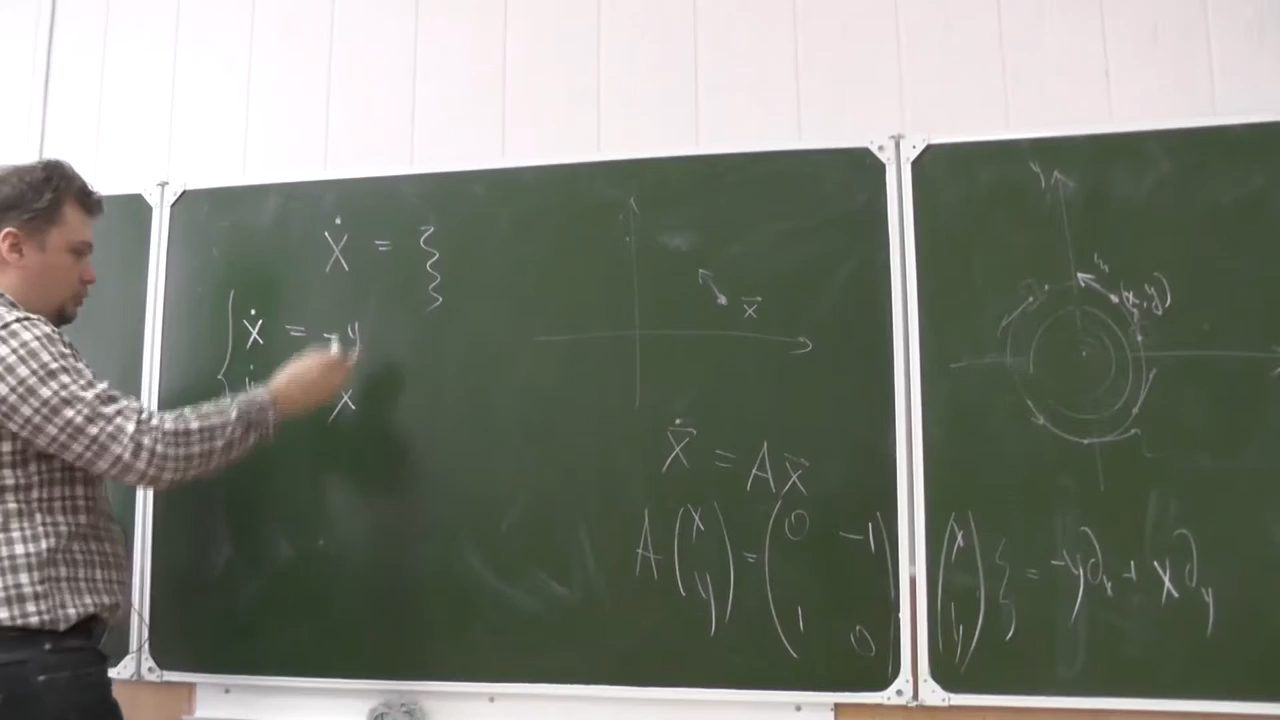 ẋ = ξ
ẋ = -y
ẏ = x
x⃗
ẋ⃗ = Ax⃗
A (x y) = (0 -1 1 0) (x y)
y
(x, y)
ξ = -y∂x + x∂y